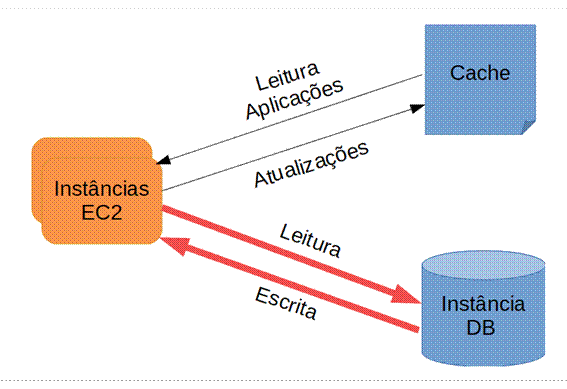 Leitura
Aplicações
Cache
Atualizações
Instâncias
EC2
Leitura
Escrita
Instância
DB